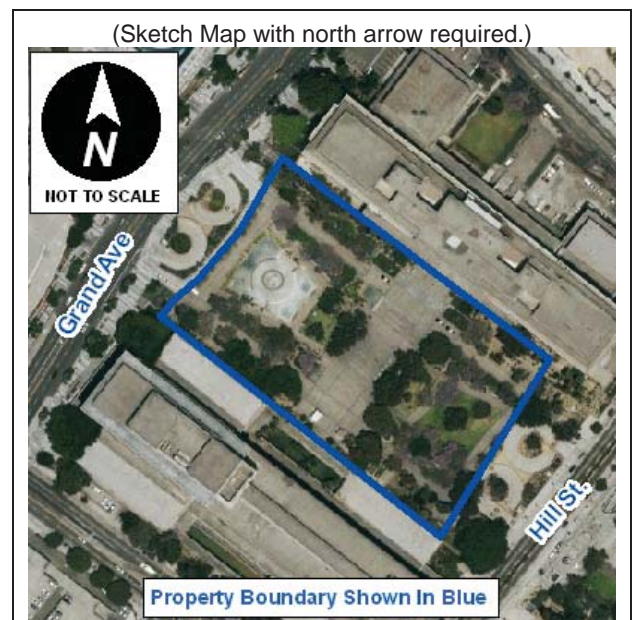 (Sketch Map with north arrow required.)
N
NOT TO SCALE
Grand Ave
Hill St.
Property Boundary Shown In Blue